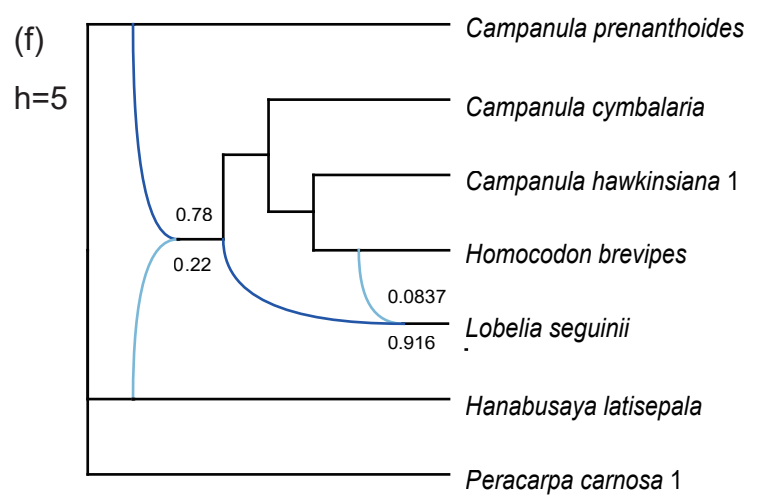 (f)
h=5
Campanula prenanthoides
Campanula cymbalaria
Campanula hawkinsiana 1
0.78
0.22
Homocodon brevipes
0.0837
Lobelia seguinii
0.916
Hanabusaya latisepala
Peracarpa carnosa 1